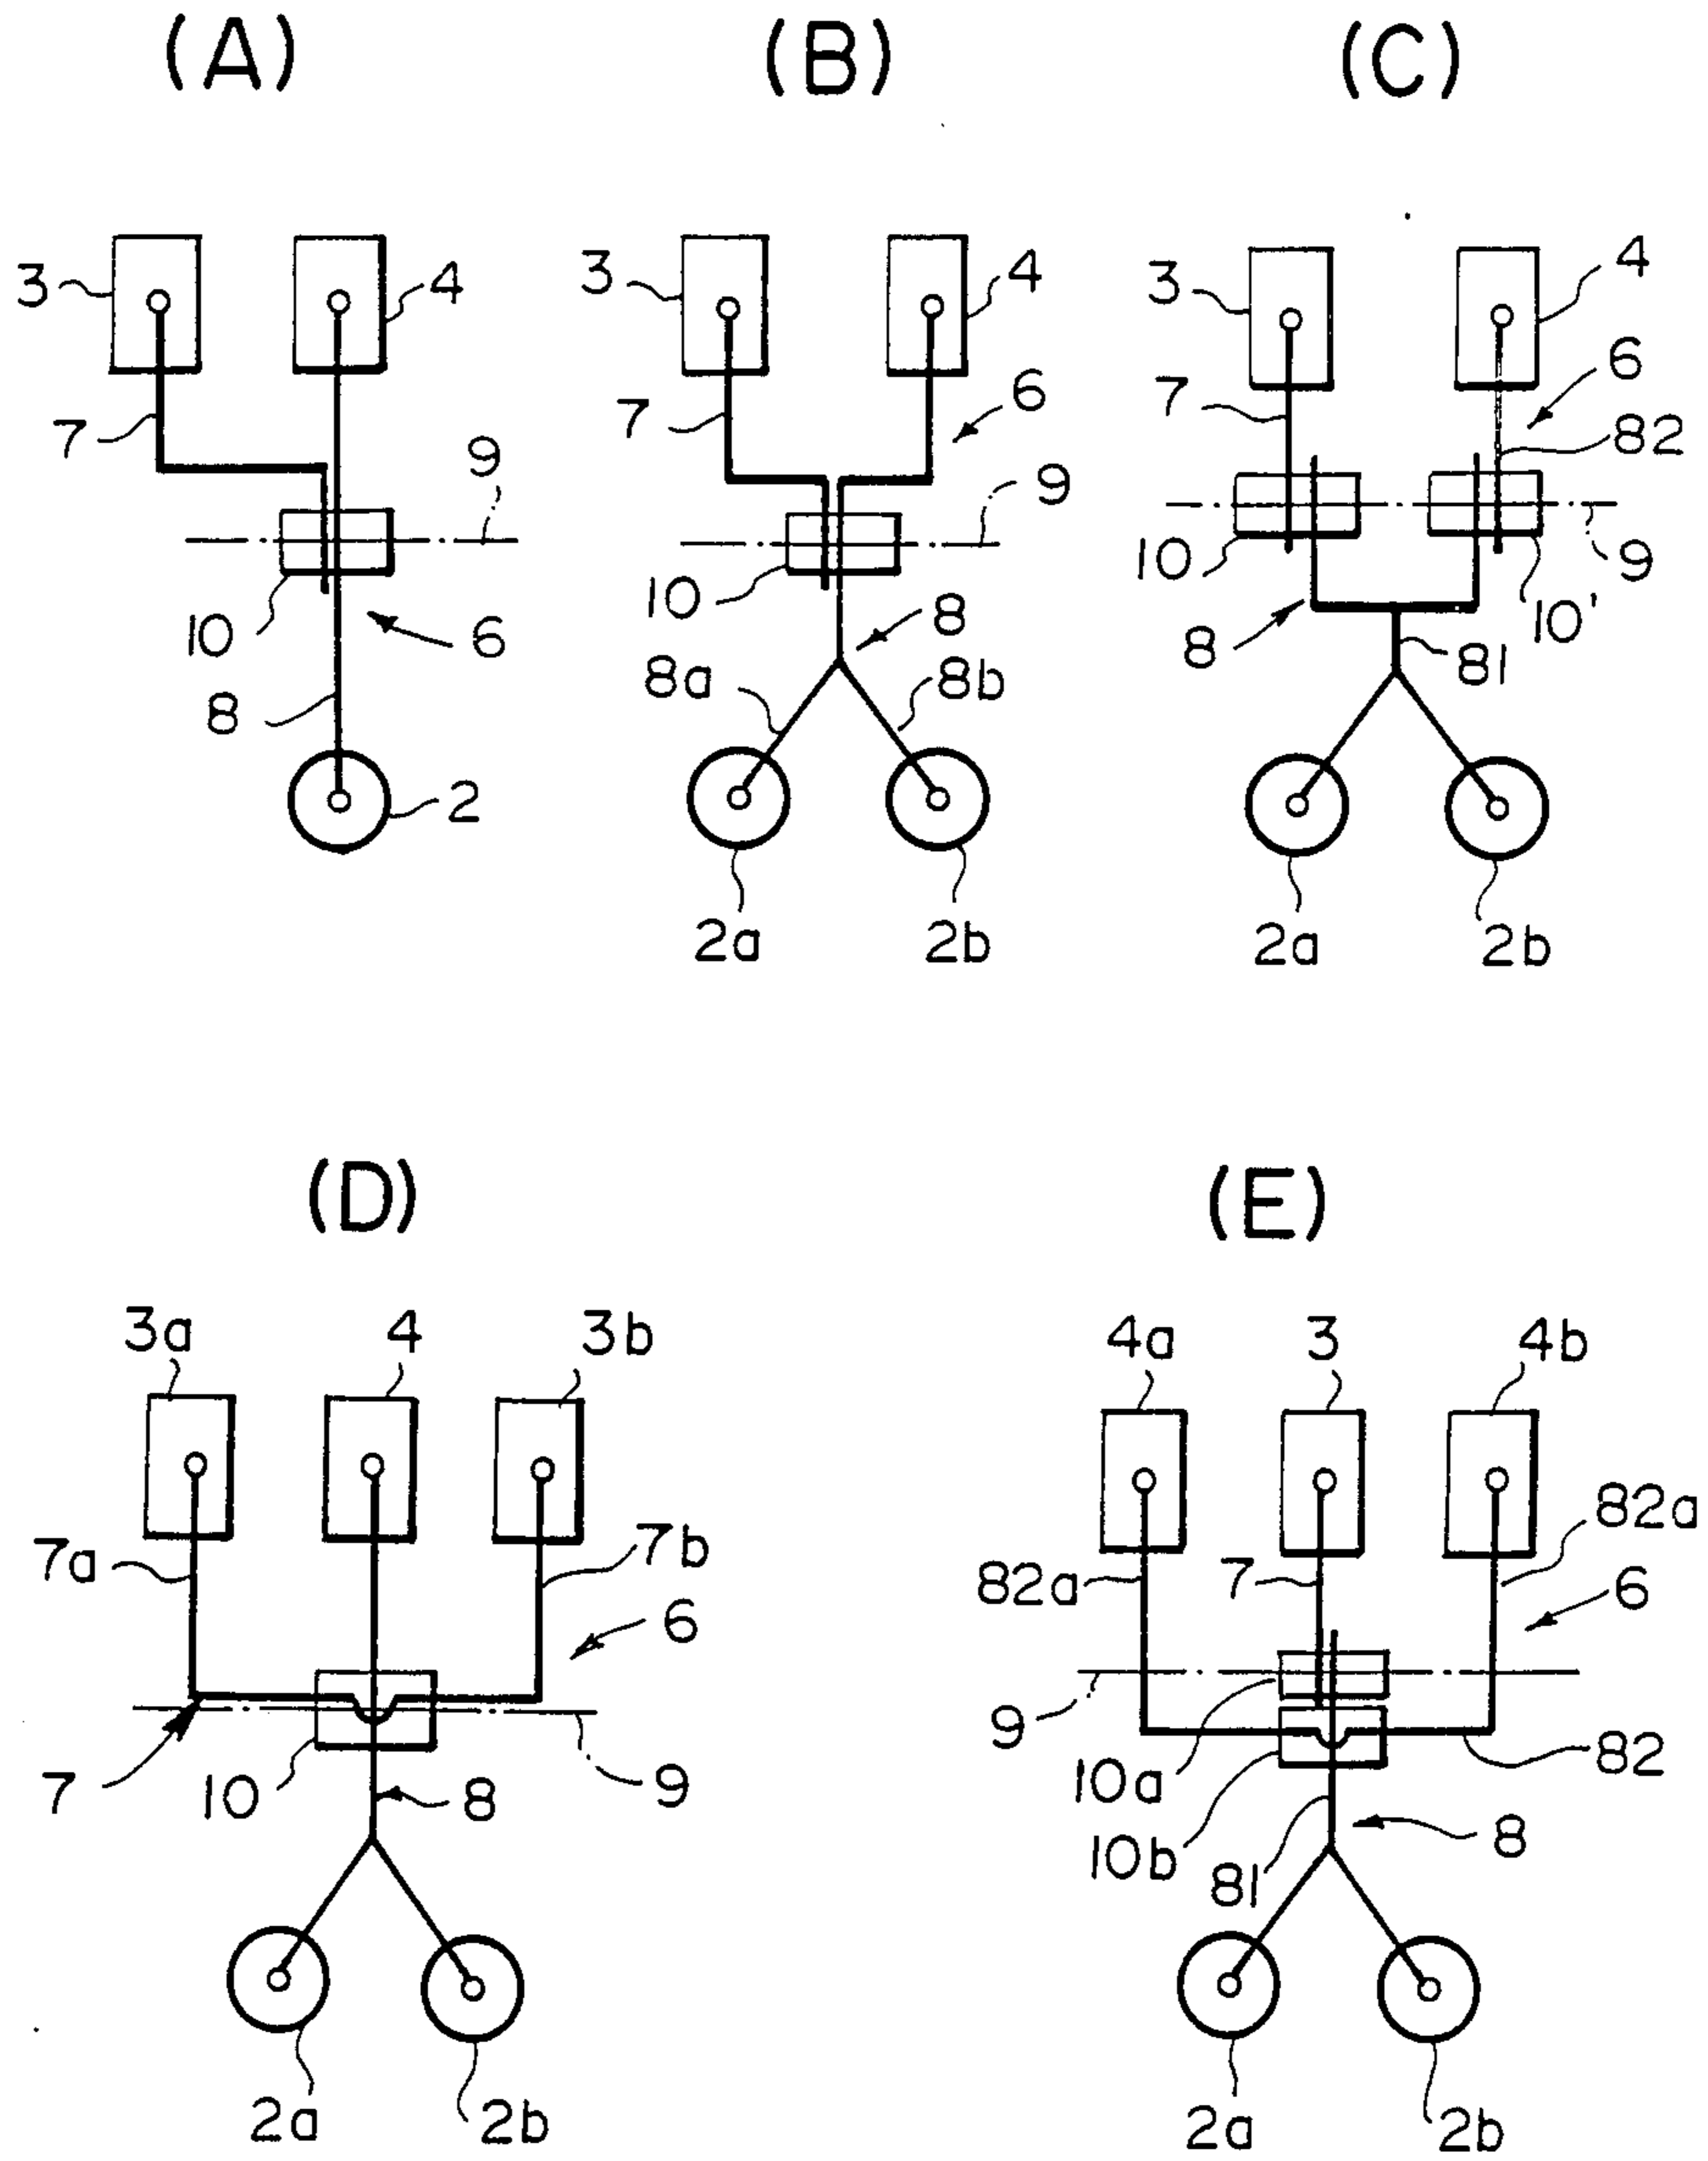 (A) (B) (C)
3 4 3 4 3 4
7 9 10 6 8 2
7 6 9 10 8 8a 8b 2a 2b
7 6 82 10 9 10' 8 81 2a 2b
(D) (E)
3a 4 3b 4a 3 4b
7a 7b 6 7 10 8 9 2a 2b
82a 7 82a 6 9 10a 82 10b 81 8 2a 2b